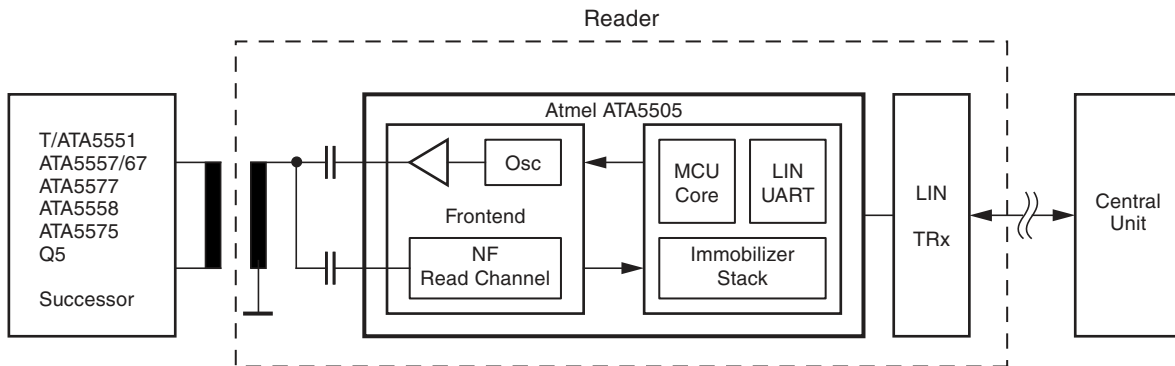 Reader
Atmel ATA5505
T/ATA5551
ATA5557/67
ATA5577
ATA5558
ATA5575
Q5
Successor
Osc
Frontend
NF
Read Channel
MCU
Core
LIN
UART
Immobilizer
Stack
LIN
TRx
Central
Unit